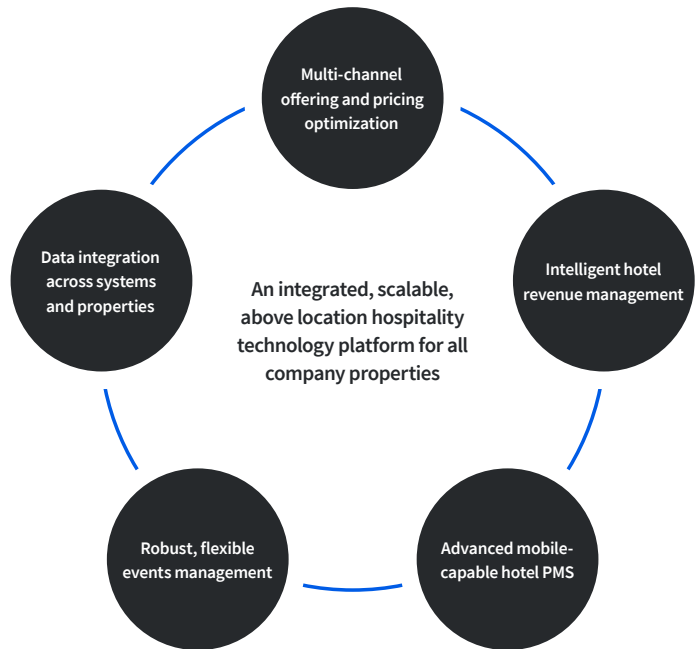 Multi-channel
offering and pricing
optimization
Data integration
across systems
and properties
An integrated, scalable,
above location hospitality
technology platform for all
company properties
Intelligent hotel
revenue management
Robust, flexible
events management
Advanced mobile-
capable hotel PMS